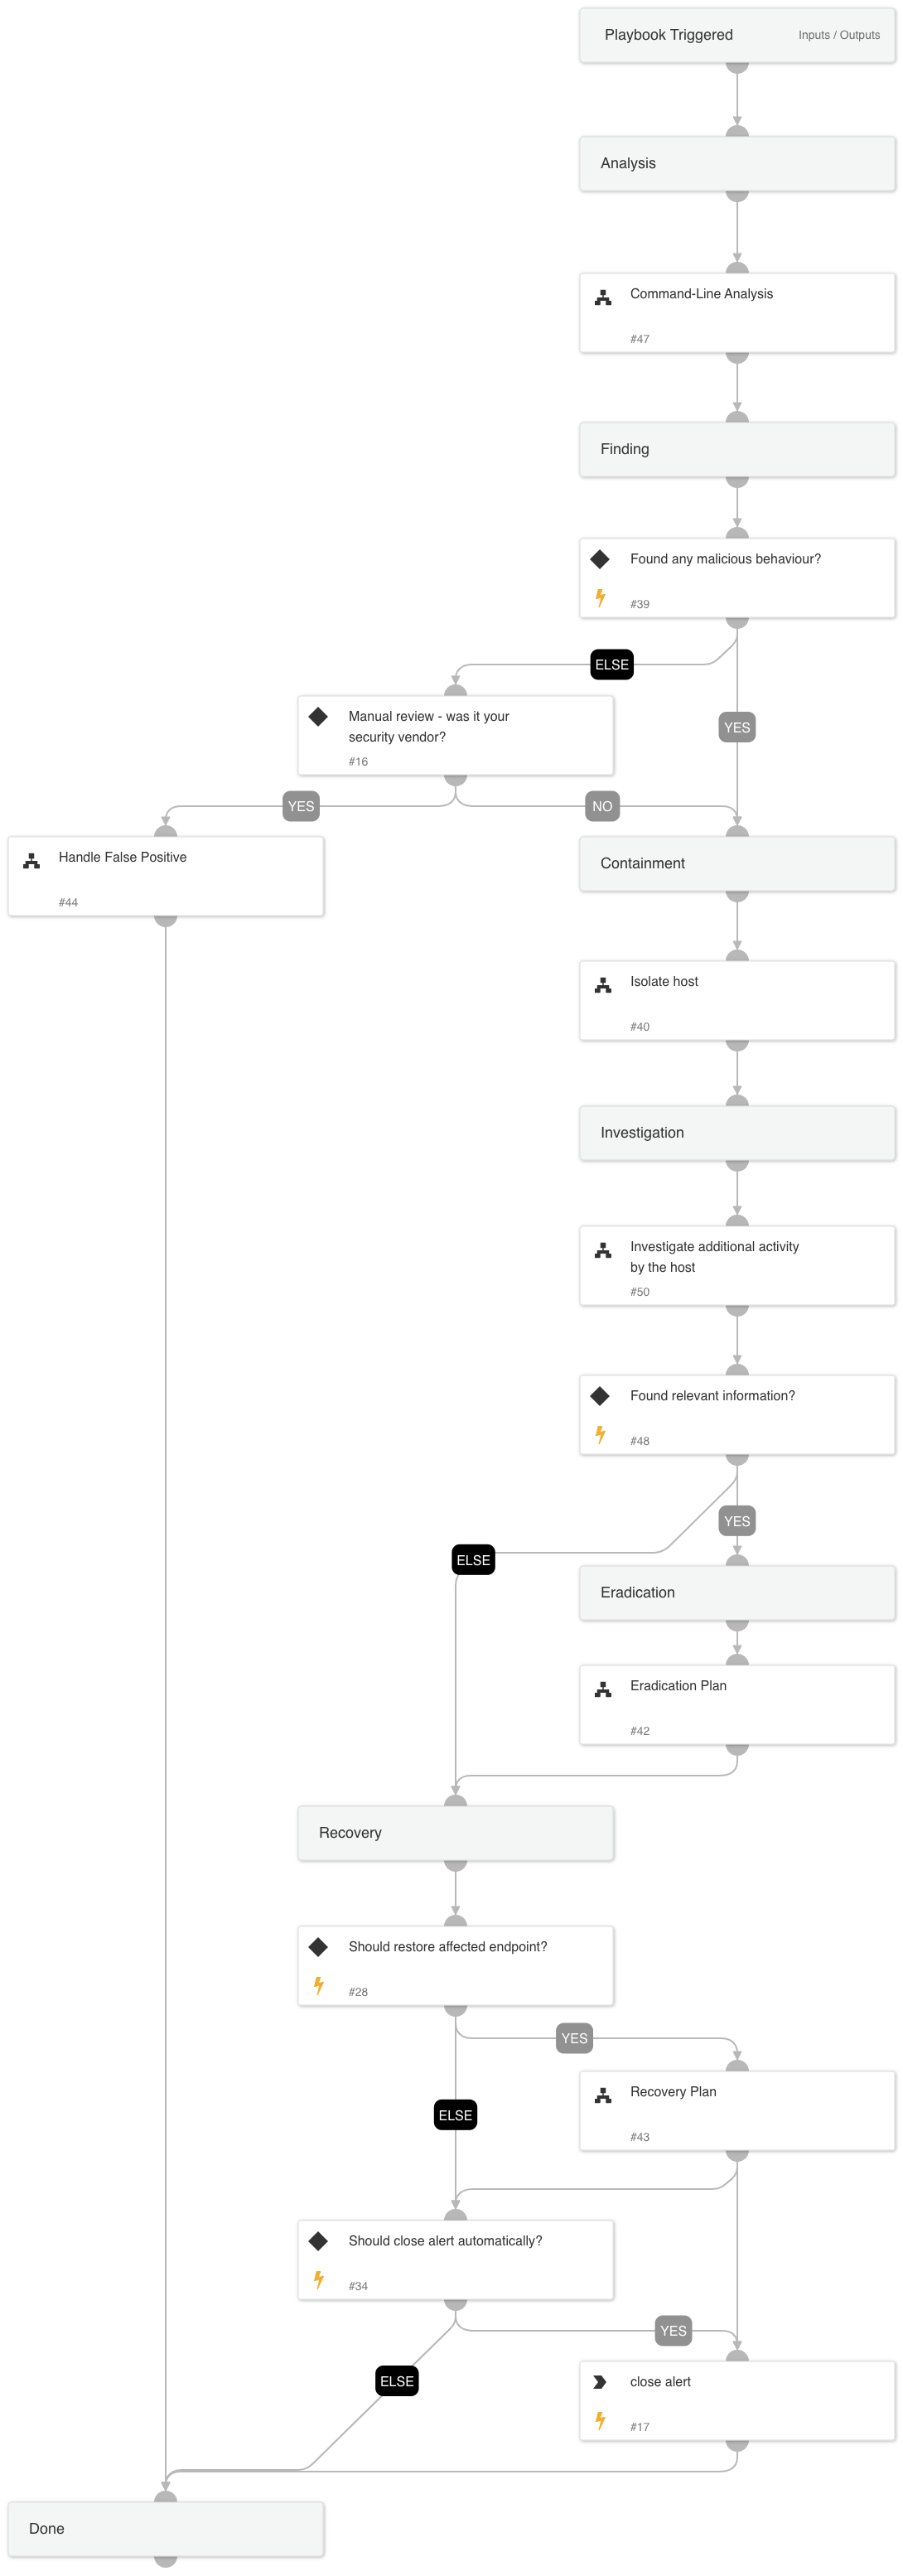 Playbook Triggered
Inputs / Outputs
Analysis
Command-Line Analysis
#47
Finding
Found any malicious behaviour?
#39
ELSE
YES
Manual review - was it your
security vendor?
#16
YES
NO
Handle False Positive
#44
Containment
Isolate host
#40
Investigation
Investigate additional activity
by the host
#50
Found relevant information?
#48
YES
ELSE
Eradication
Eradication Plan
#42
Recovery
Should restore affected endpoint?
#28
YES
Recovery Plan
#43
ELSE
Should close alert automatically?
#34
YES
ELSE
close alert
#17
Done